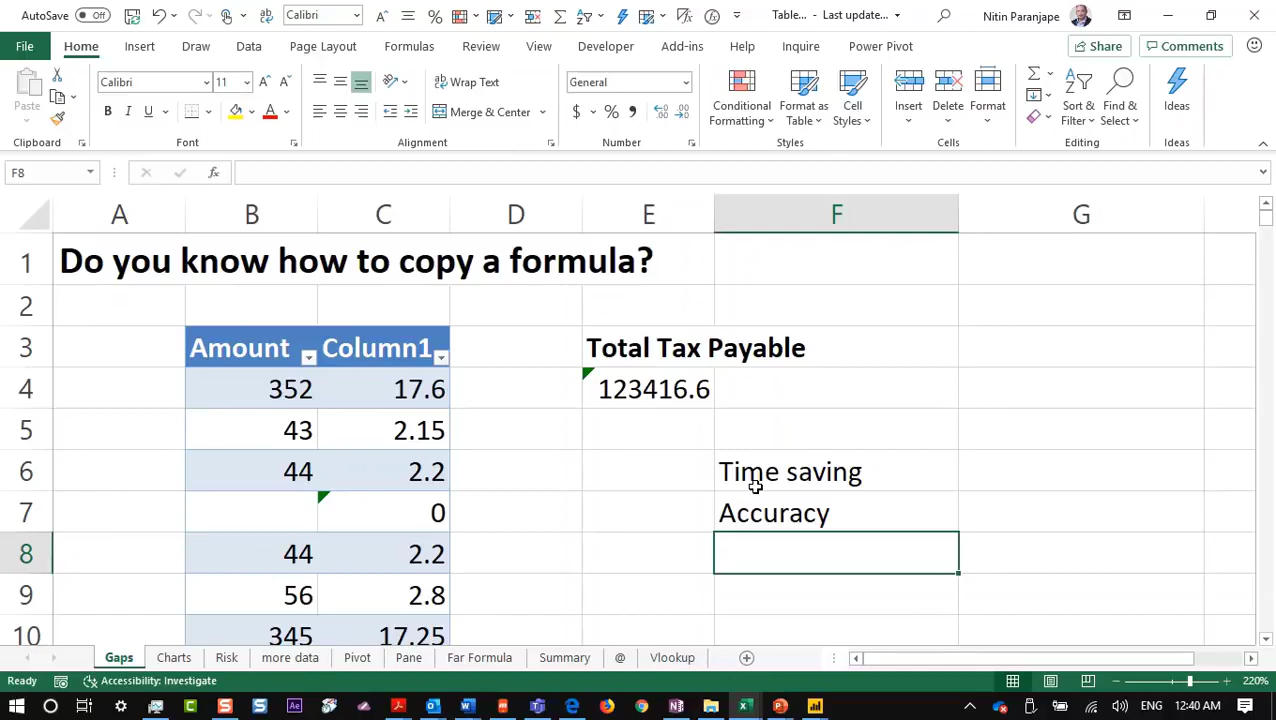 AutoSave Off Calibri Table... - Last update... Nitin Paranjape
File Home Insert Draw Page Layout Formulas Data Review View Developer Add-ins Help Inquire Power Pivot Share Comments
Paste
Clipboard
Calibri 11
B I U A
Font
Wrap Text
Merge & Center
Alignment
General
$ % ,
Number
Conditional Formatting
Format as Table
Cell Styles
Styles
Insert
Delete
Format
Cells
Sort & Filter
Find & Select
Editing
Ideas
Ideas
F8 fx
A B C D E F G
1 Do you know how to copy a formula?
2
3 Amount Column1 Total Tax Payable
4 352 17.6 123416.6
5 43 2.15
6 44 2.2 Time saving
7 0 Accuracy
8 44 2.2
9 56 2.8
10 345 17.25
Gaps Charts Risk more data Pivot Pane Far Formula Summary @ Vlookup
Ready Accessibility: Investigate 220%
ENG 12:40 AM